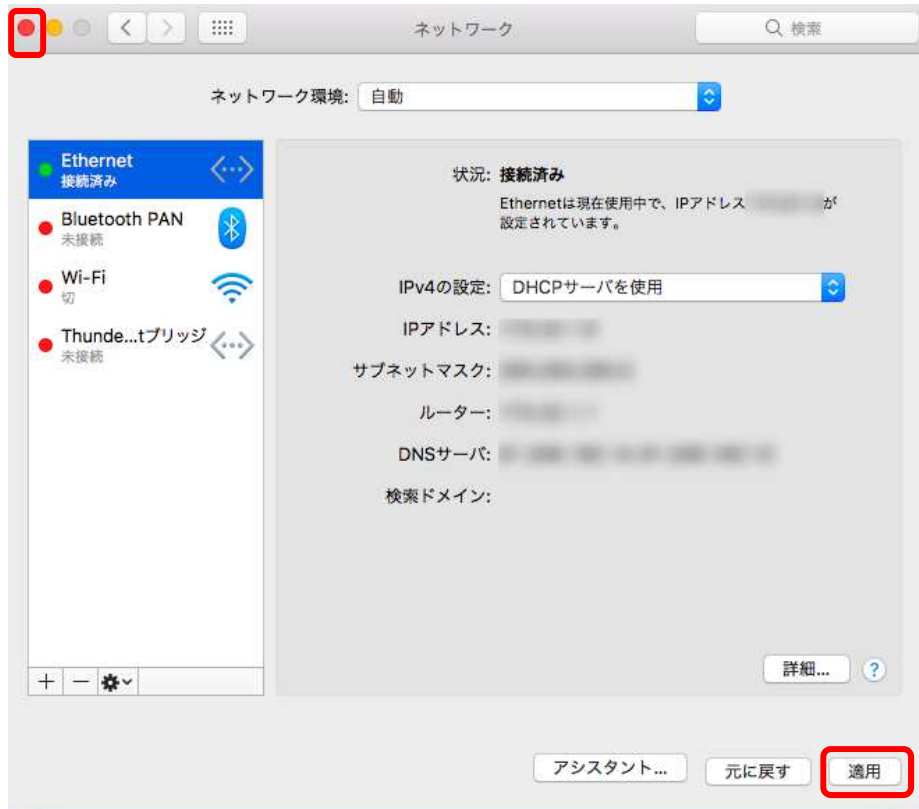 ネットワーク
検索
ネットワーク環境: 自動
Ethernet
接続済み
Bluetooth PAN
未接続
Wi-Fi
切
Thunde...tブリッジ
未接続
状況: 接続済み
Ethernetは現在使用中で、IPアドレス が
設定されています。
IPv4の設定: DHCPサーバを使用
IPアドレス:
サブネットマスク:
ルーター:
DNSサーバ:
検索ドメイン:
詳細... ?
アシスタント... 元に戻す 適用